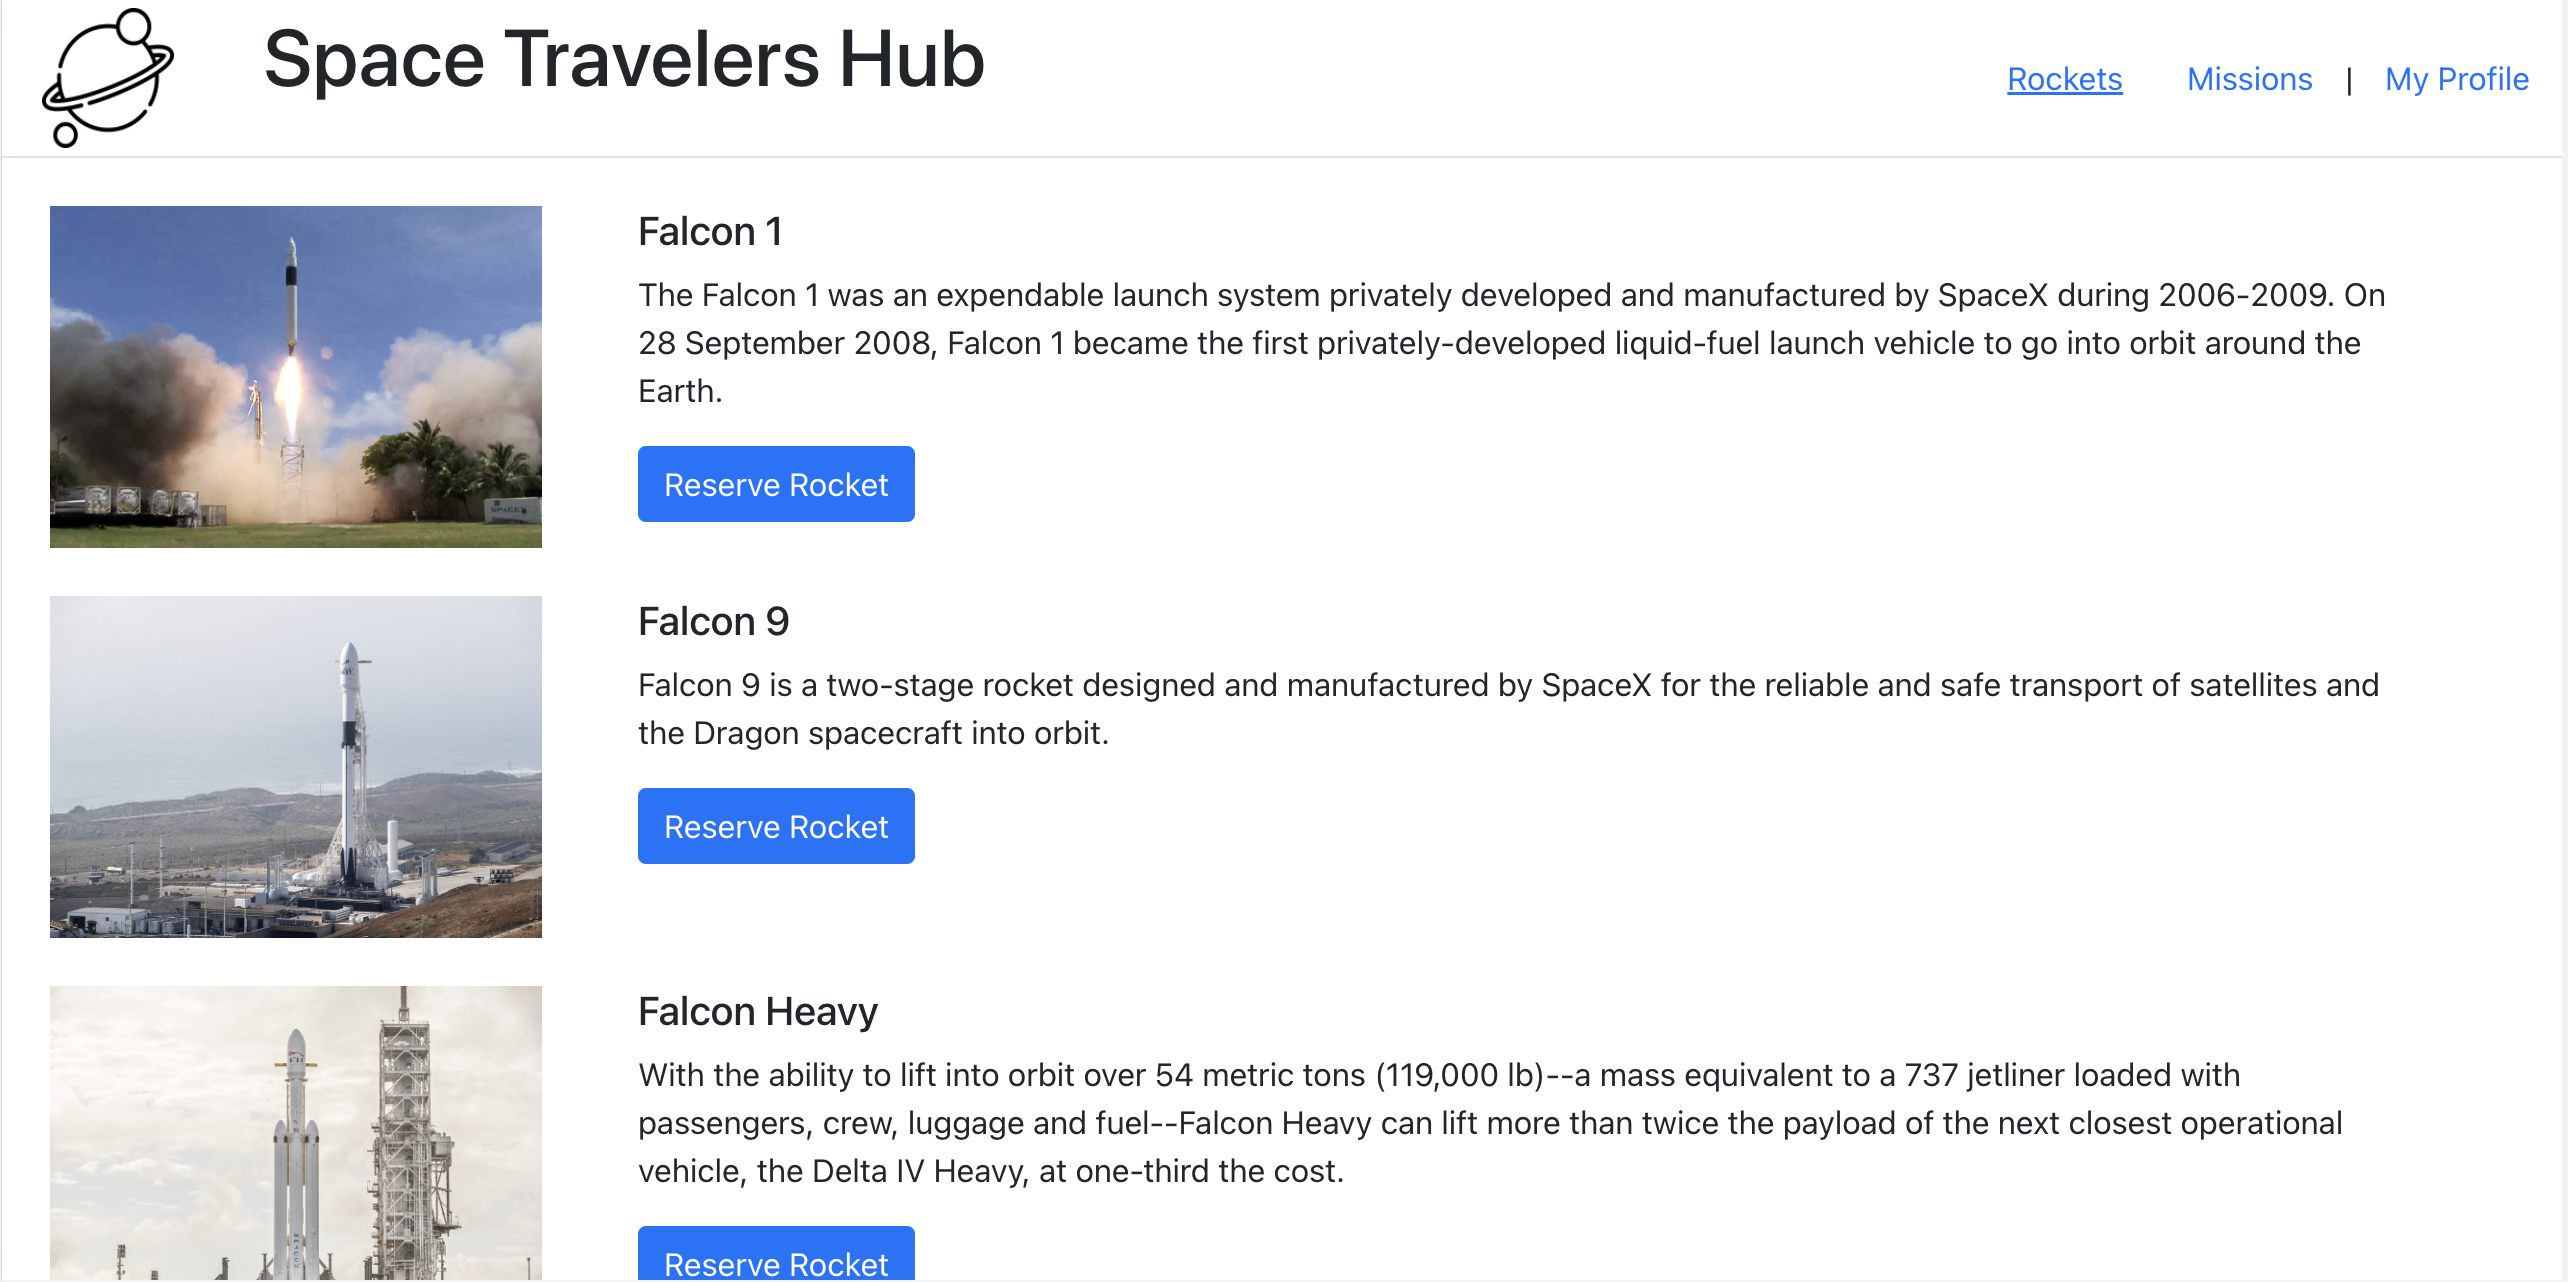 Space Travelers Hub
Rockets Missions | My Profile
Falcon 1
The Falcon 1 was an expendable launch system privately developed and manufactured by SpaceX during 2006-2009. On
28 September 2008, Falcon 1 became the first privately-developed liquid-fuel launch vehicle to go into orbit around the
Earth.
Reserve Rocket
SPACEX
Falcon 9
Falcon 9 is a two-stage rocket designed and manufactured by SpaceX for the reliable and safe transport of satellites and
the Dragon spacecraft into orbit.
Reserve Rocket
Falcon Heavy
With the ability to lift into orbit over 54 metric tons (119,000 lb)--a mass equivalent to a 737 jetliner loaded with
passengers, crew, luggage and fuel--Falcon Heavy can lift more than twice the payload of the next closest operational
vehicle, the Delta IV Heavy, at one-third the cost.
Reserve Rocket